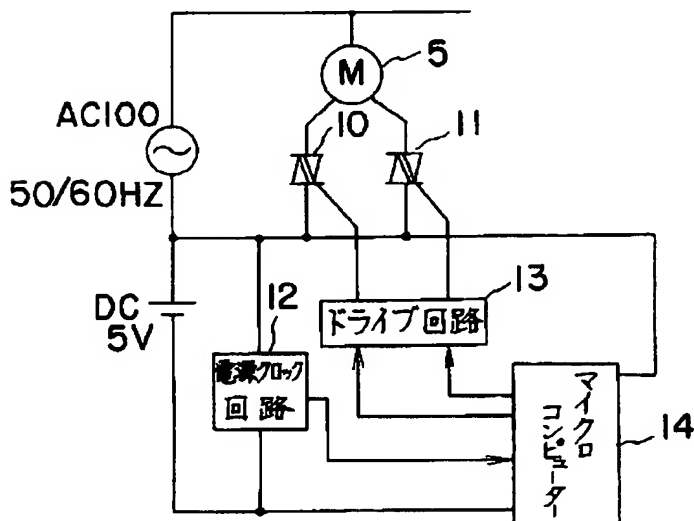 M
5
AC100
50/60HZ
10
11
DC
5V
12
電源クロック
回路
13
ドライブ回路
マイクロ
コンピューター
14